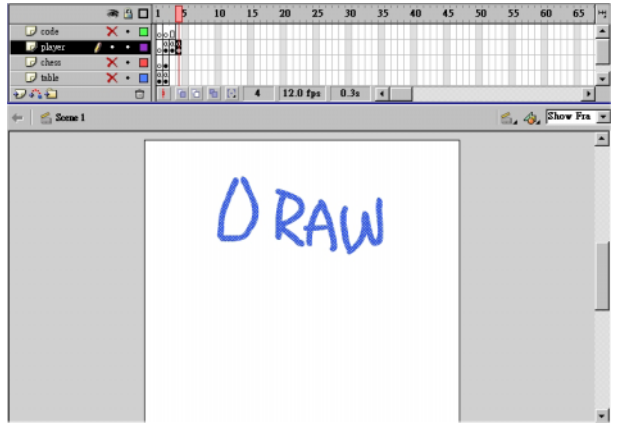 1 5 10 15 20 25 30 35 40 45 50 55 60 65
code
player
chess
table
4 12.0 fps 0.3s
Scene 1
Show Fra
DRAW